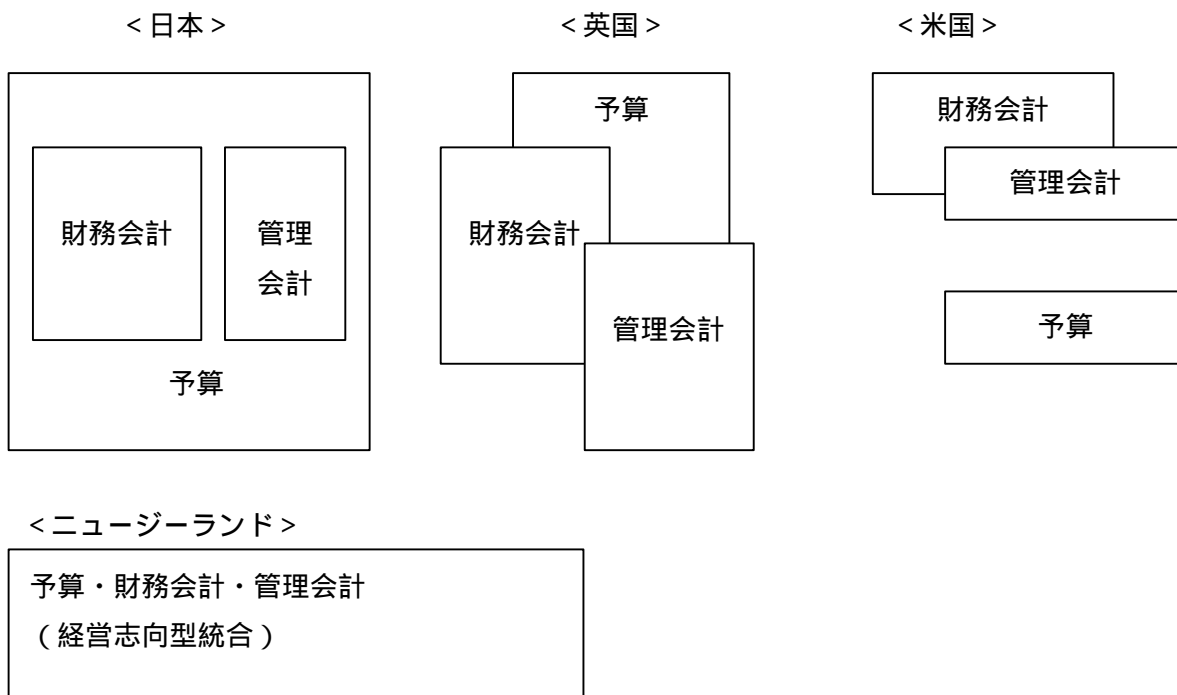 <日本>
財務会計
管理
会計
予算
<英国>
予算
財務会計
管理会計
<米国>
財務会計
管理会計
予算
<ニュージーランド>
予算・財務会計・管理会計
(経営志向型統合)